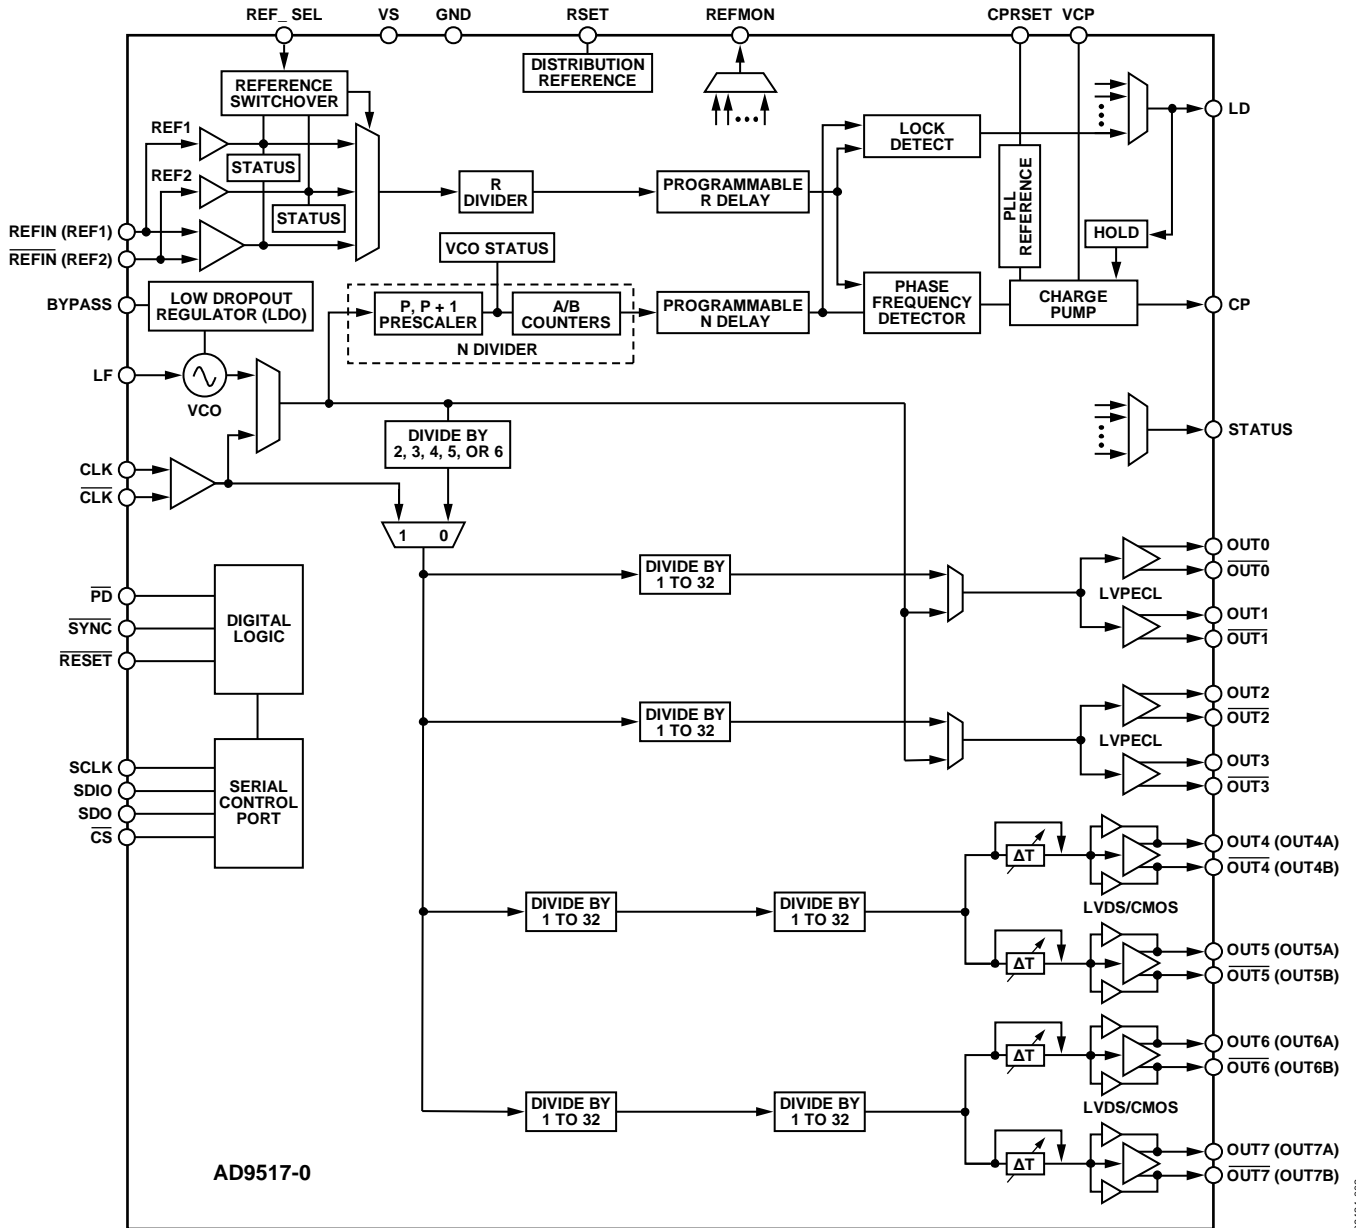 REF_ SEL
VS
GND
RSET
REFMON
CPRSET
VCP
DISTRIBUTION
REFERENCE
REFERENCE
SWITCHOVER
REF1
STATUS
REF2
STATUS
R
DIVIDER
PROGRAMMABLE
R DELAY
LOCK
DETECT
PLL
REFERENCE
LD
HOLD
REFIN (REF1)
REFIN (REF2)
BYPASS
LOW DROPOUT
REGULATOR (LDO)
VCO STATUS
P, P + 1
PRESCALER
A/B
COUNTERS
N DIVIDER
PROGRAMMABLE
N DELAY
PHASE
FREQUENCY
DETECTOR
CHARGE
PUMP
CP
LF
VCO
STATUS
DIVIDE BY
2, 3, 4, 5, OR 6
CLK
CLK
1 0
DIVIDE BY
1 TO 32
LVPECL
OUT0
OUT0
OUT1
OUT1
PD
SYNC
RESET
DIGITAL
LOGIC
DIVIDE BY
1 TO 32
LVPECL
OUT2
OUT2
OUT3
OUT3
SCLK
SDIO
SDO
CS
SERIAL
CONTROL
PORT
DIVIDE BY
1 TO 32
DIVIDE BY
1 TO 32
ΔT
ΔT
LVDS/CMOS
OUT4 (OUT4A)
OUT4 (OUT4B)
OUT5 (OUT5A)
OUT5 (OUT5B)
DIVIDE BY
1 TO 32
DIVIDE BY
1 TO 32
ΔT
ΔT
LVDS/CMOS
OUT6 (OUT6A)
OUT6 (OUT6B)
OUT7 (OUT7A)
OUT7 (OUT7B)
AD9517-0